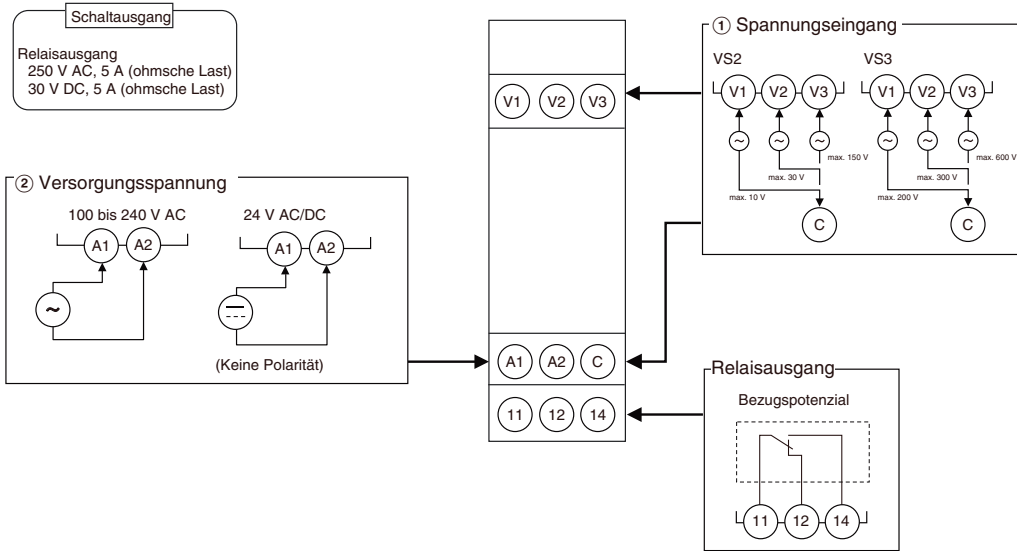 Schaltausgang
Relaisausgang
250 V AC, 5 A (ohmsche Last)
30 V DC, 5 A (ohmsche Last)
② Versorgungsspannung
100 bis 240 V AC
24 V AC/DC
A1 A2
A1 A2
~
(Keine Polarität)
V1 V2 V3
A1 A2 C
11 12 14
① Spannungseingang
VS2
VS3
V1 V2 V3
V1 V2 V3
~ ~ ~
~ ~ ~
max. 150 V
max. 600 V
max. 30 V
max. 300 V
max. 10 V
max. 200 V
C
C
Relaisausgang
Bezugspotenzial
11 12 14